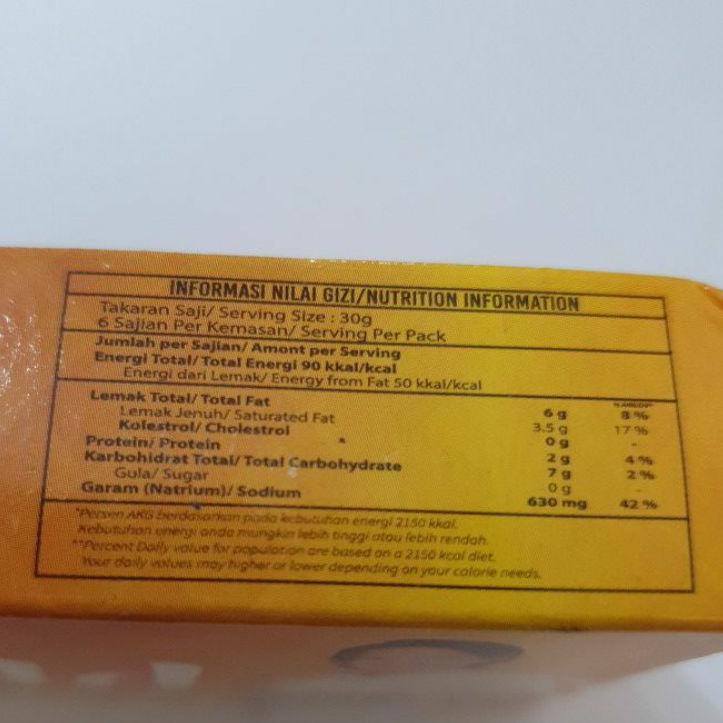 INFORMASI NILAI GIZI/NUTRITION INFORMATION
Takaran Saji/ Serving Size : 30g
6 Sajian Per Kemasan/ Serving Per Pack
Jumlah per Sajian/ Amont per Serving
Energi Total/ Total Energi 90 kkal/kcal
Energi dari Lemak/ Energy from Fat 50 kkal/kcal
Lemak Total/ Total Fat 6 g 8 %
Lemak Jenuh/ Saturated Fat 3.5 g 17 %
Kolestrol/ Cholestrol 0 g -
Protein/ Protein 2 g 4 %
Karbohidrat Total/ Total Carbohydrate 7 g 2 %
Gula/ Sugar 0 g -
Garam (Natrium)/ Sodium 630 mg 42 %
*Persen AKG berdasarkan pada kebutuhan energi 2150 kkal.
Kebutuhan energi anda mungkin lebih tinggi atau lebih rendah.
**Percent Daily value for population are based on a 2150 kcal diet.
Your daily values may higher or lower depending on your calorie needs.